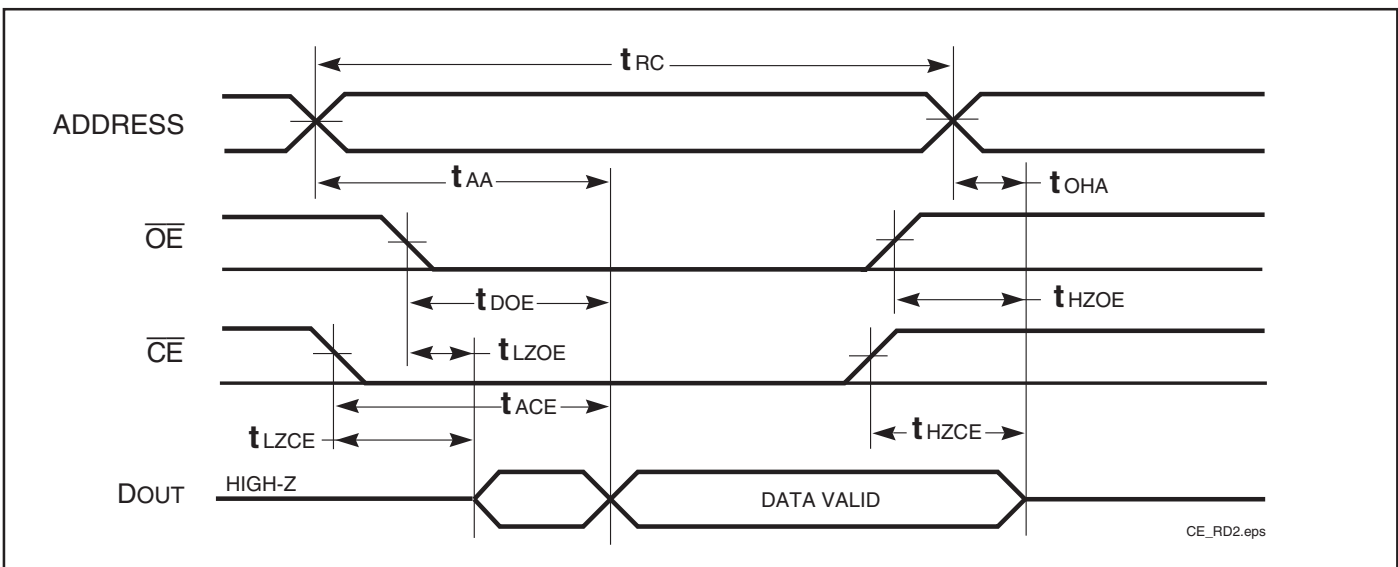 tRC
ADDRESS
tAA
tOHA
OE
tDOE
tHZOE
CE
tLZOE
tACE
tLZCE
tHZCE
DOUT
HIGH-Z
DATA VALID
CE_RD2.eps